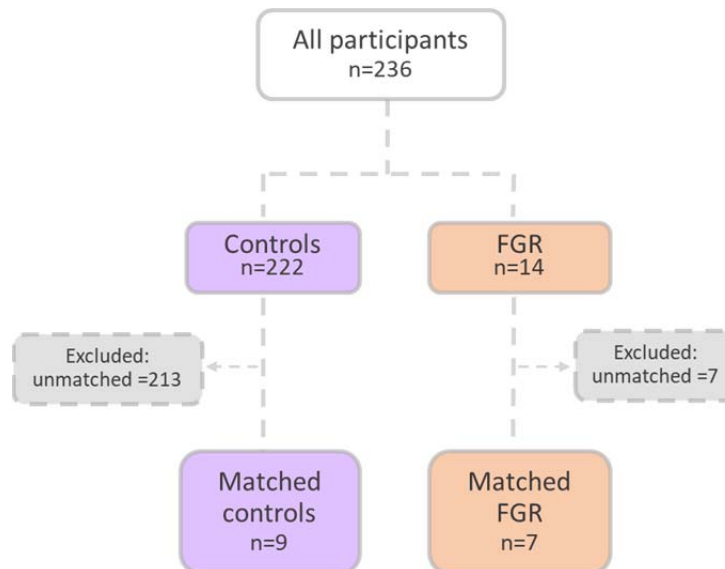 All participants
n=236
Controls
n=222
FGR
n=14
Excluded:
unmatched =213
Excluded:
unmatched =7
Matched
controls
n=9
Matched
FGR
n=7